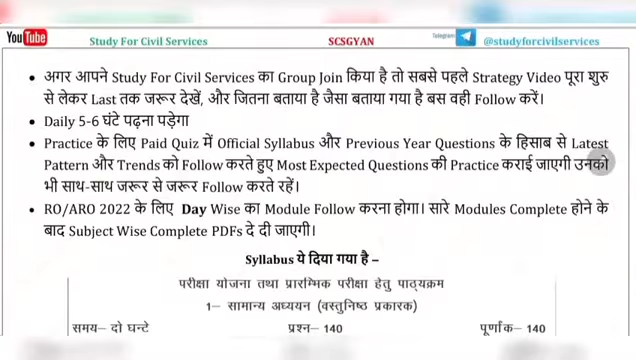 You Tube Study For Civil Services SCSGYAN Telegram @studyforcivilservices
• अगर आपने Study For Civil Services का Group Join किया है तो सबसे पहले Strategy Video पूरा शुरु
से लेकर Last तक जरूर देखें, और जितना बताया है जैसा बताया गया है बस वही Follow करें।
• Daily 5-6 घंटे पढ़ना पड़ेगा
• Practice के लिए Paid Quiz में Official Syllabus और Previous Year Questions के हिसाब से Latest
Pattern और Trends को Follow करते हुए Most Expected Questions की Practice कराई जाएगी उनको
भी साथ-साथ जरूर से जरूर Follow करते रहें।
• RO/ARO 2022 के लिए Day Wise का Module Follow करना होगा। सारे Modules Complete होने के
बाद Subject Wise Complete PDFs दे दी जाएगी।
Syllabus ये दिया गया है –
परीक्षा योजना तथा प्रारम्भिक परीक्षा हेतु पाठ्यक्रम
1– सामान्य अध्ययन (वस्तुनिष्ठ प्रकारक)
समय– दो घन्टे प्रश्न– 140 पूर्णांक– 140